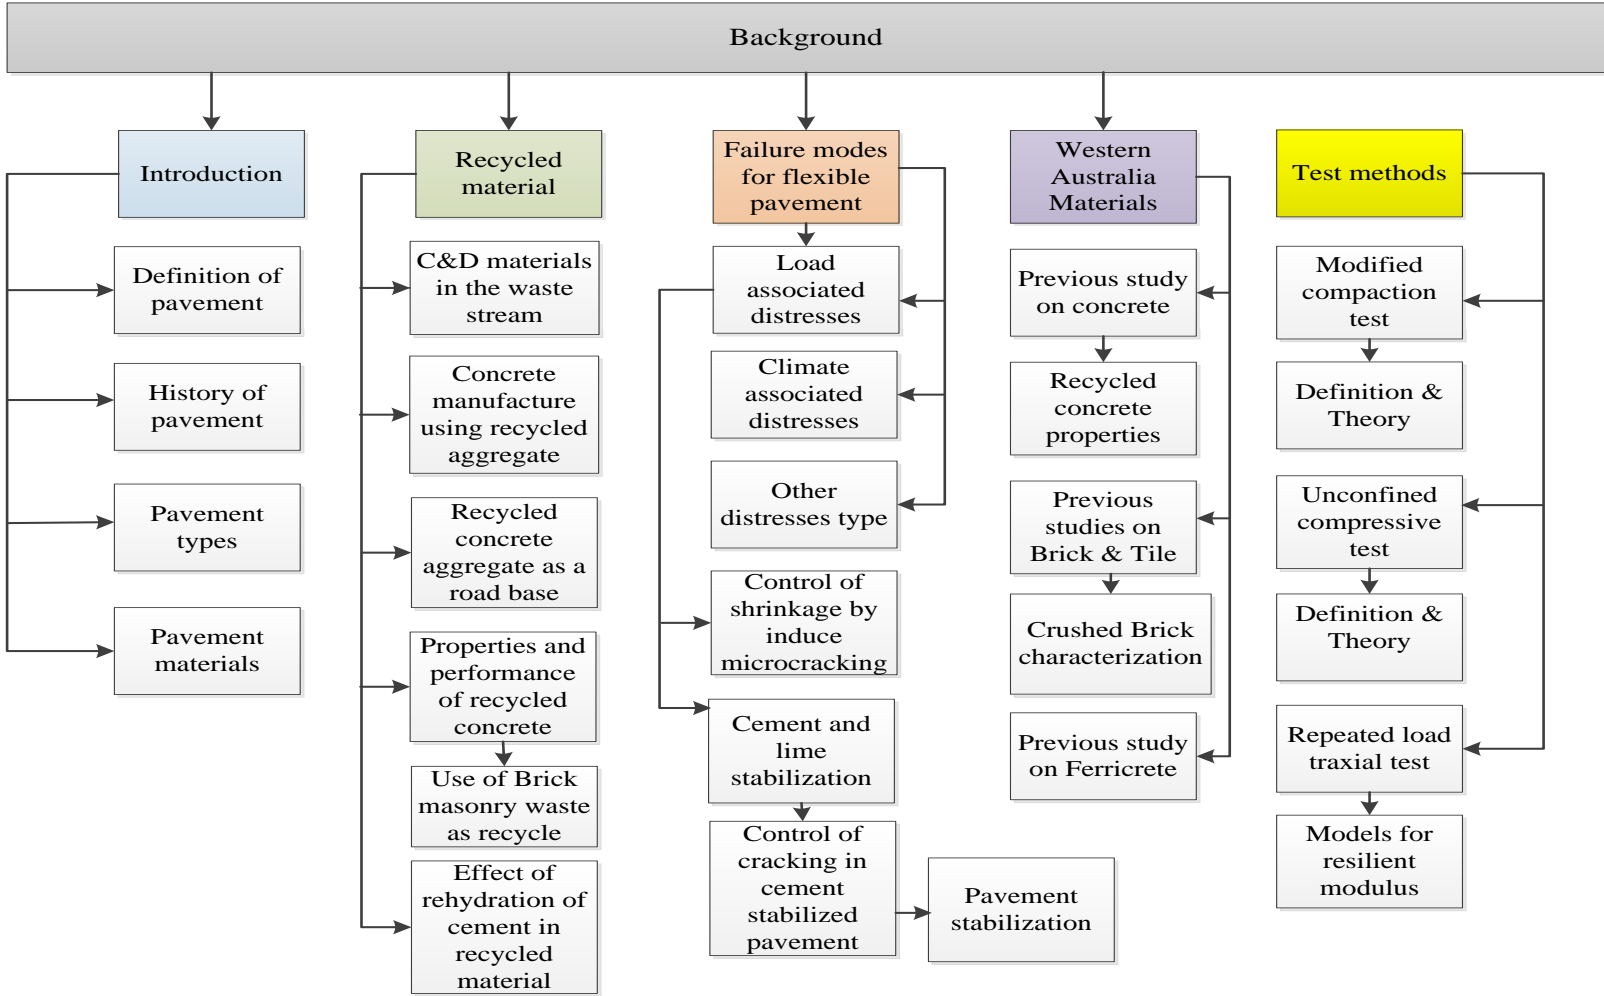 Background
Introduction
Definition of
pavement
History of
pavement
Pavement
types
Pavement
materials
Recycled
material
C&D materials
in the waste
stream
Concrete
manufacture
using recycled
aggregate
Recycled
concrete
aggregate as a
road base
Properties and
performance
of recycled
concrete
Use of Brick
masonry waste
as recycle
Effect of
rehydration of
cement in
recycled
material
Failure modes
for flexible
pavement
Load
associated
distresses
Climate
associated
distresses
Other
distresses type
Control of
shrinkage by
induce
microcracking
Cement and
lime
stabilization
Control of
cracking in
cement
stabilized
pavement
Pavement
stabilization
Western
Australia
Materials
Previous study
on concrete
Recycled
concrete
properties
Previous
studies on
Brick & Tile
Crushed Brick
characterization
Previous study
on Ferricrete
Test methods
Modified
compaction
test
Definition &
Theory
Unconfined
compressive
test
Definition &
Theory
Repeated load
traxial test
Models for
resilient
modulus